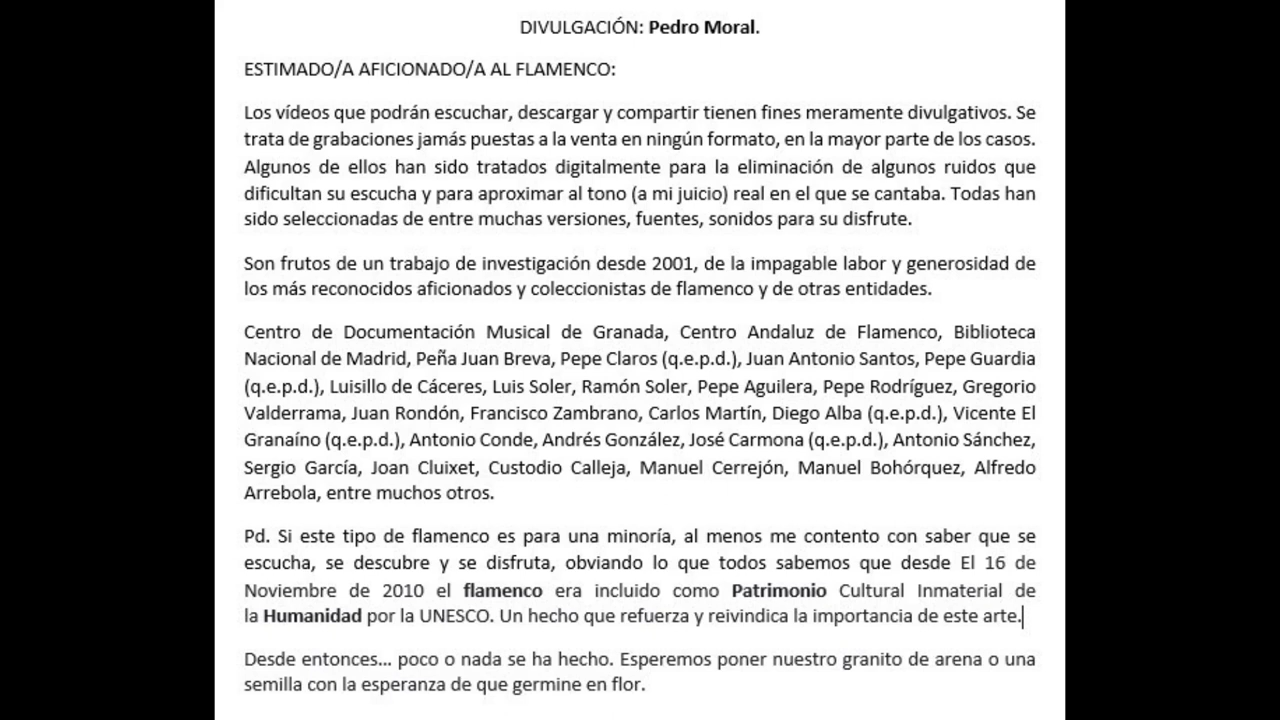 DIVULGACIÓN: Pedro Moral.
ESTIMADO/A AFICIONADO/A AL FLAMENCO:
Los vídeos que podrán escuchar, descargar y compartir tienen fines meramente divulgativos. Se
trata de grabaciones jamás puestas a la venta en ningún formato, en la mayor parte de los casos.
Algunos de ellos han sido tratados digitalmente para la eliminación de algunos ruidos que
dificultan su escucha y para aproximar al tono (a mi juicio) real en el que se cantaba. Todas han
sido seleccionadas de entre muchas versiones, fuentes, sonidos para su disfrute.
Son frutos de un trabajo de investigación desde 2001, de la impagable labor y generosidad de
los más reconocidos aficionados y coleccionistas de flamenco y de otras entidades.
Centro de Documentación Musical de Granada, Centro Andaluz de Flamenco, Biblioteca
Nacional de Madrid, Peña Juan Breva, Pepe Claros (q.e.p.d.), Juan Antonio Santos, Pepe Guardia
(q.e.p.d.), Luisillo de Cáceres, Luis Soler, Ramón Soler, Pepe Aguilera, Pepe Rodríguez, Gregorio
Valderrama, Juan Rondón, Francisco Zambrano, Carlos Martín, Diego Alba (q.e.p.d.), Vicente El
Granaíno (q.e.p.d.), Antonio Conde, Andrés González, José Carmona (q.e.p.d.), Antonio Sánchez,
Sergio García, Joan Cluixet, Custodio Calleja, Manuel Cerrejón, Manuel Bohórquez, Alfredo
Arrebola, entre muchos otros.
Pd. Si este tipo de flamenco es para una minoría, al menos me contento con saber que se
escucha, se descubre y se disfruta, obviando lo que todos sabemos que desde El 16 de
Noviembre de 2010 el flamenco era incluido como Patrimonio Cultural Inmaterial de
la Humanidad por la UNESCO. Un hecho que refuerza y reivindica la importancia de este arte.
Desde entonces... poco o nada se ha hecho. Esperemos poner nuestro granito de arena o una
semilla con la esperanza de que germine en flor.